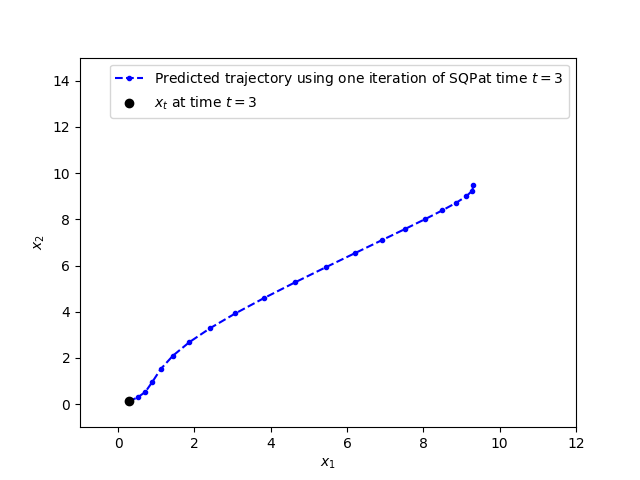 Predicted trajectory using one iteration of SQPat time $t = 3$
$x_t$ at time $t = 3$
14
12
10
8
6
4
2
0
$x_2$
0 2 4 6 8 10 12
$x_1$